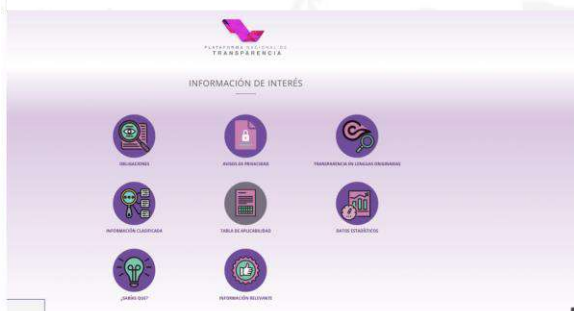 PLATAFORMA NACIONAL DE
TRANSPARENCIA
INFORMACIÓN DE INTERÉS
OBLIGACIONES
AVISOS DE PRIVACIDAD
TRANSPARENCIA EN LENGUAS ORIGINARIAS
INFORMACIÓN CLASIFICADA
TABLA DE APLICABILIDAD
DATOS ESTADÍSTICOS
¿SABÍAS QUE?
INFORMACIÓN RELEVANTE